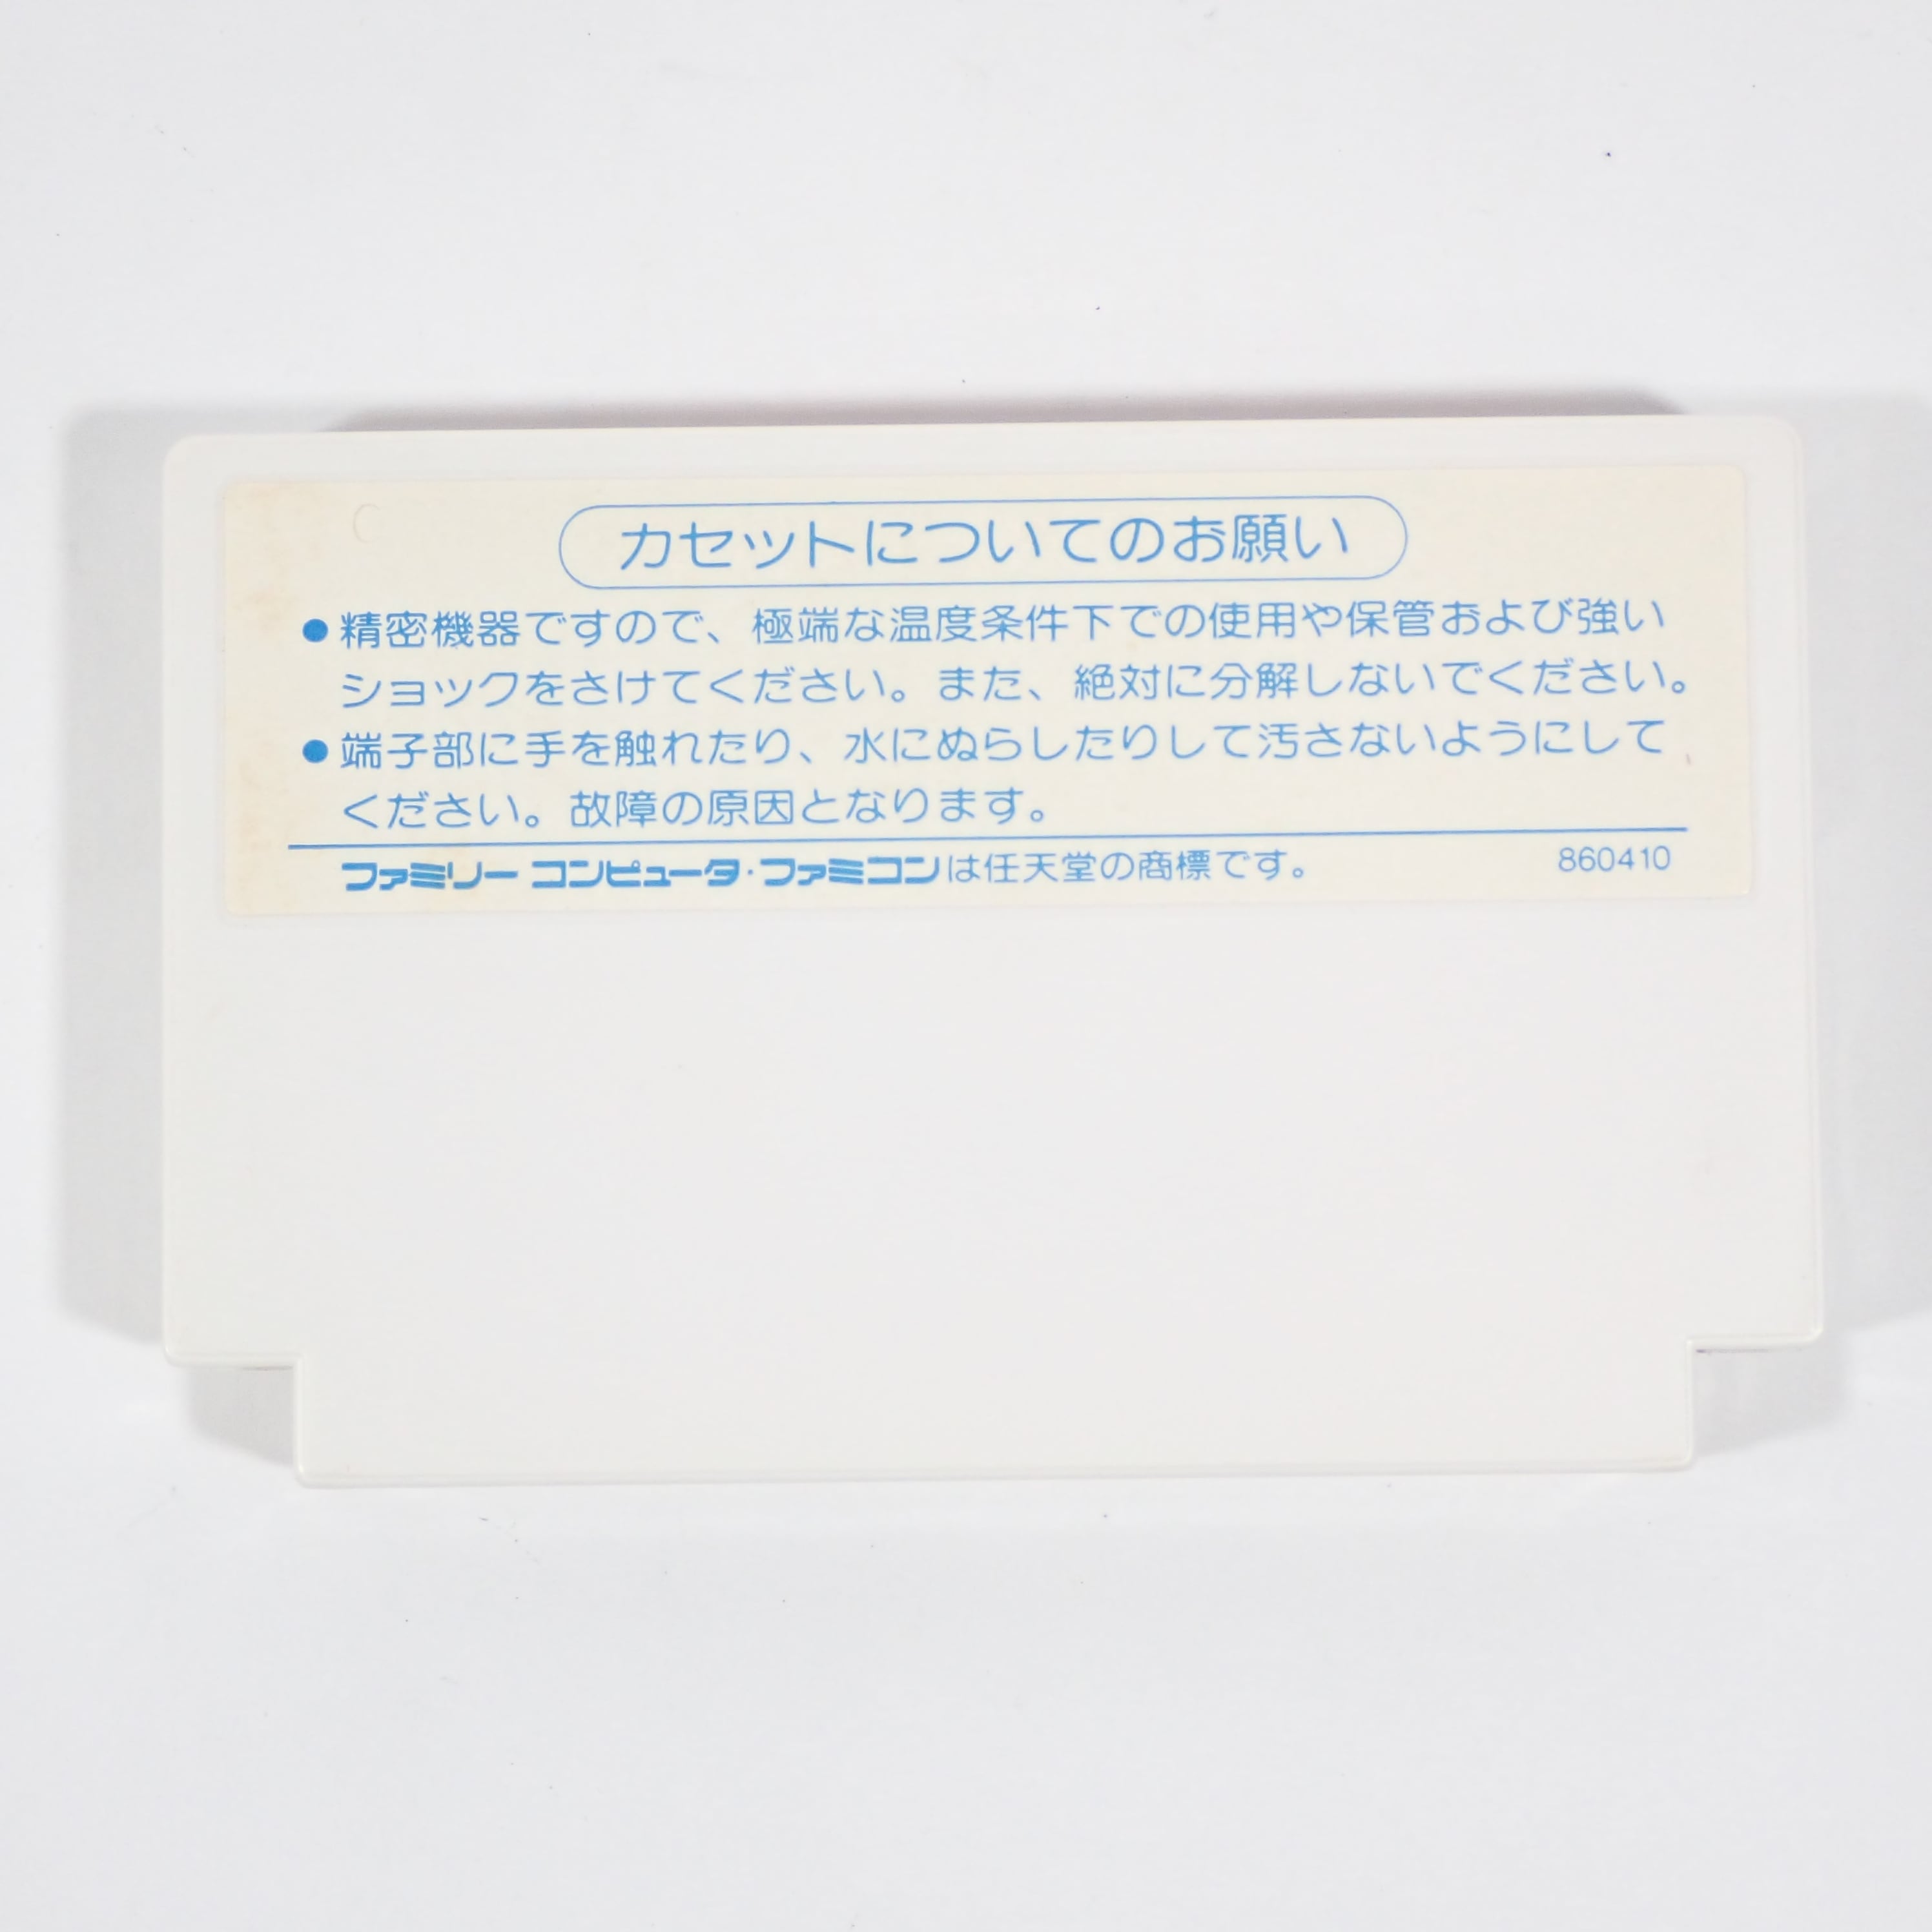 カセットについてのお願い
●精密機器ですので、極端な温度条件下での使用や保管および強い
ショックをさけてください。また、絶対に分解しないでください。
●端子部に手を触れたり、水にぬらしたりして汚さないようにして
ください。故障の原因となります。
ファミリー コンピュータ・ファミコンは任天堂の商標です。 860410